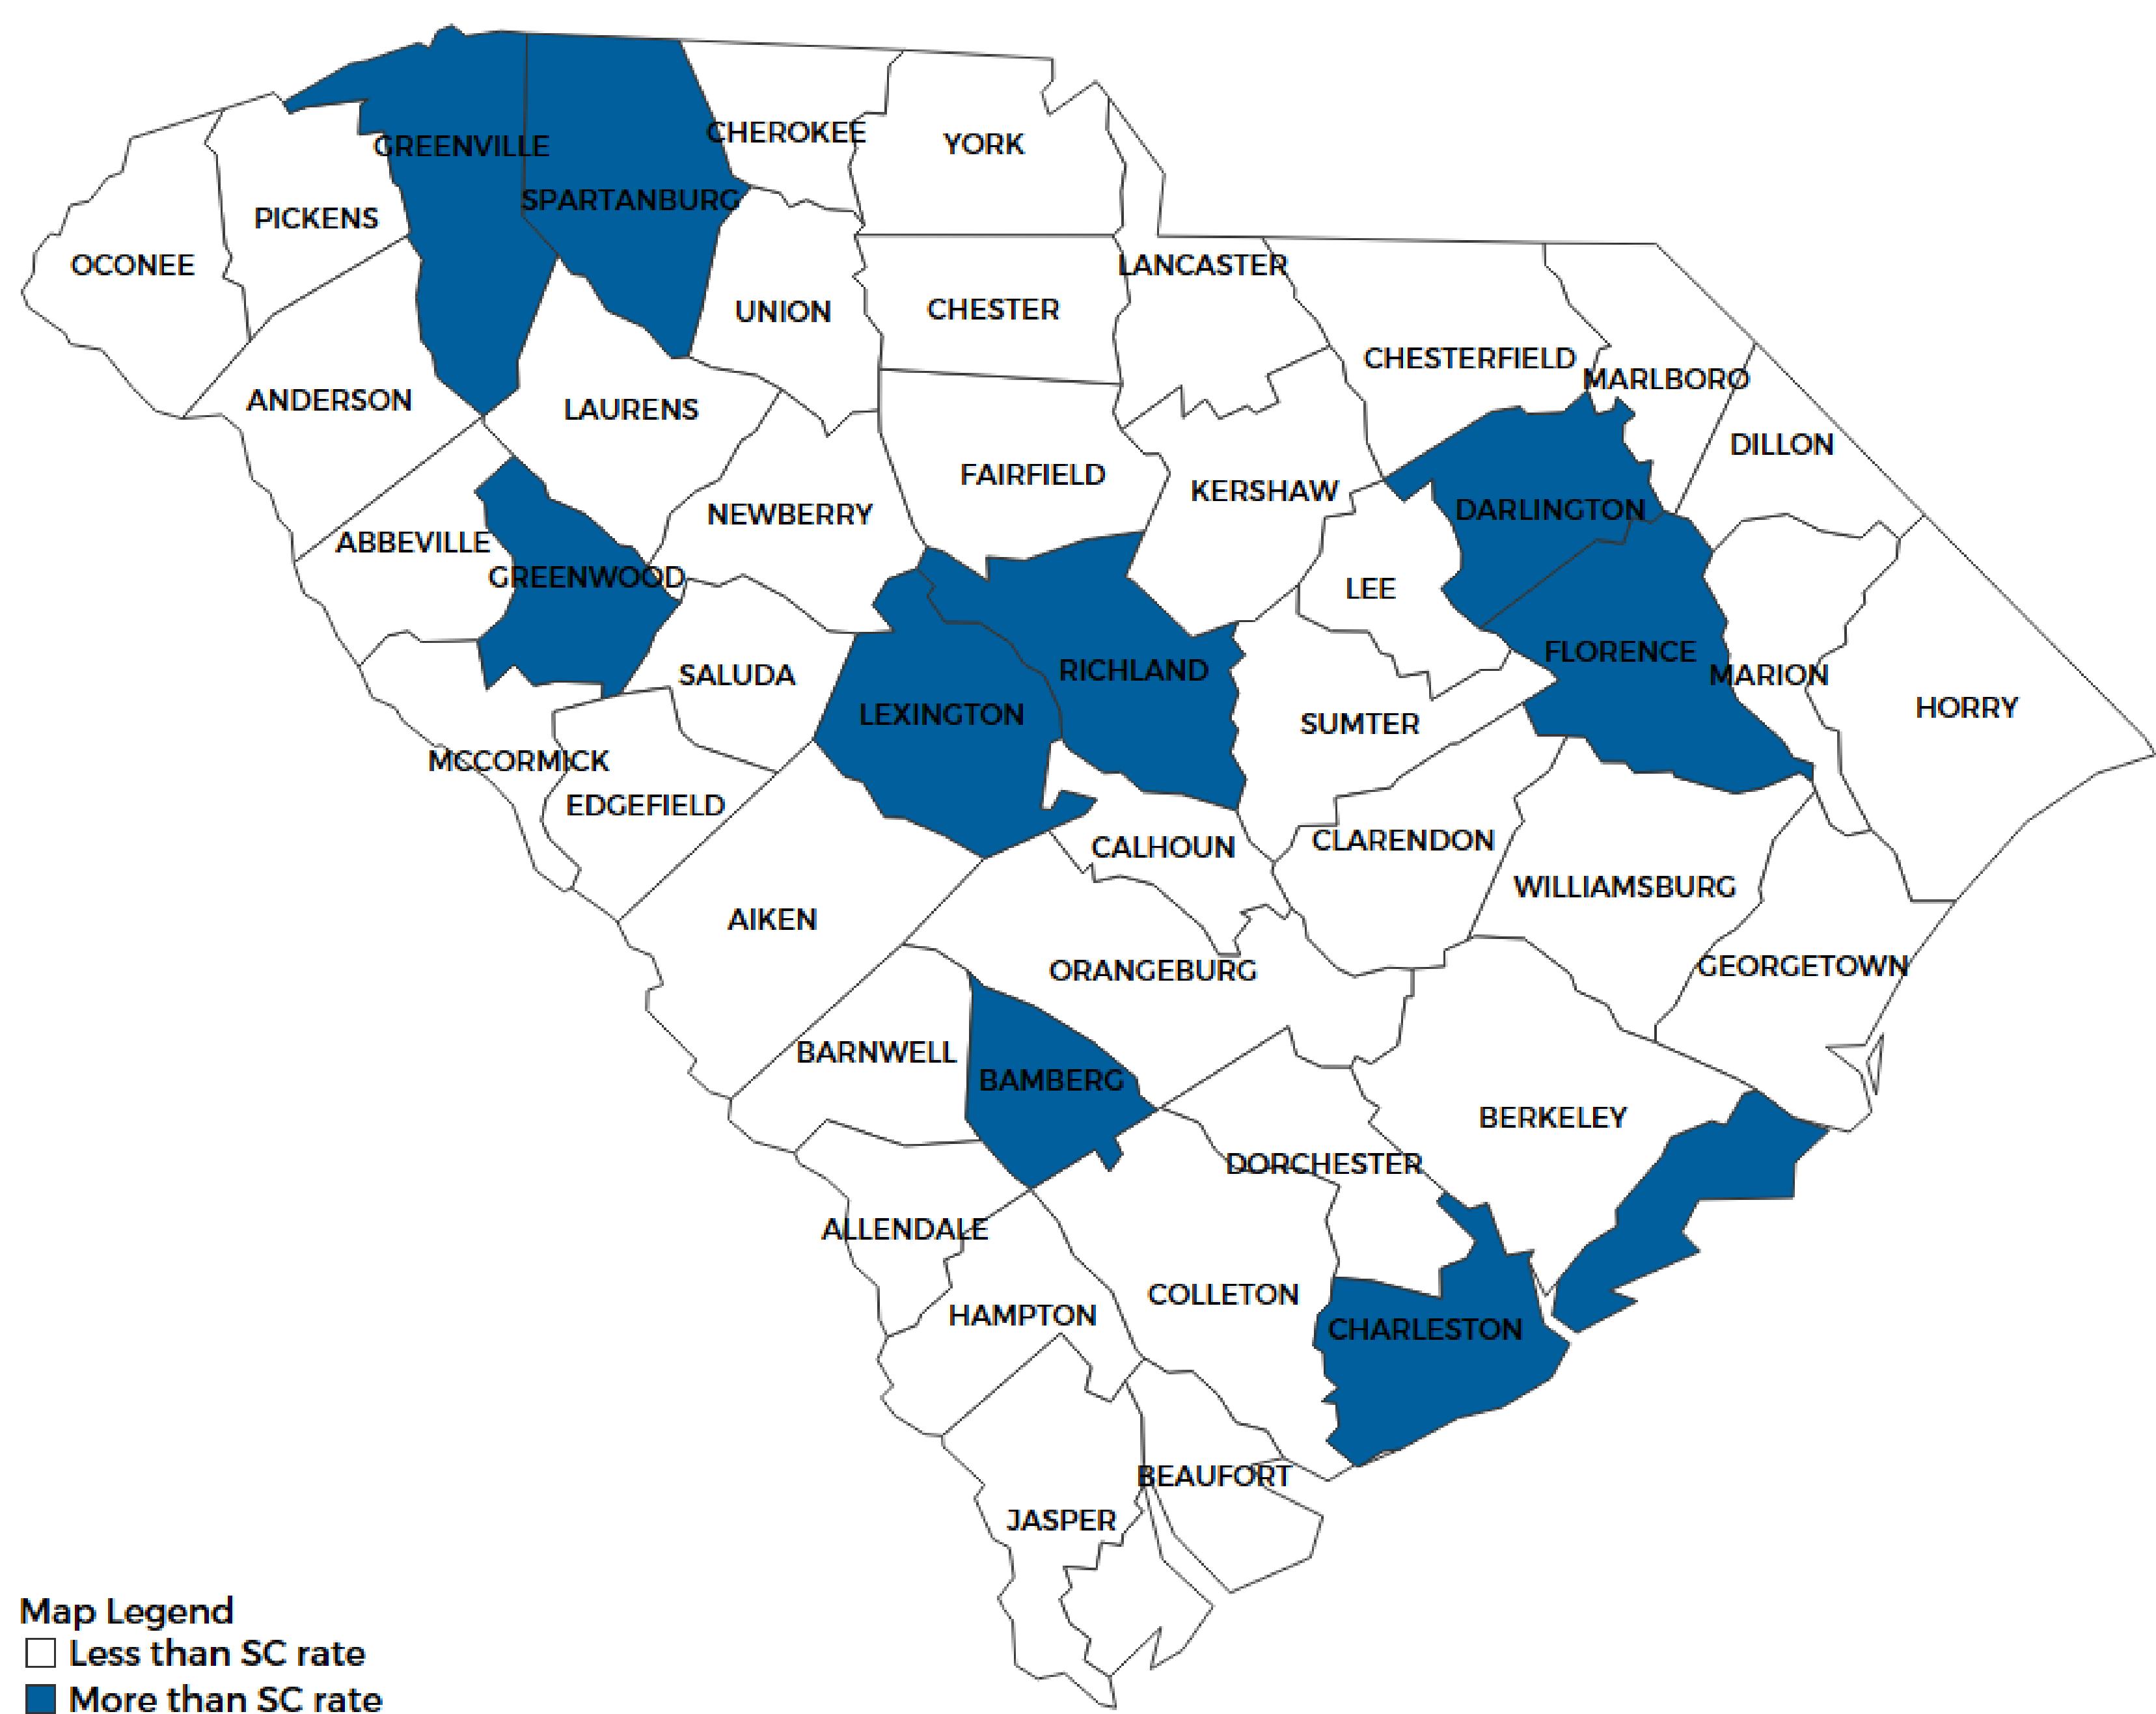 CHEROKEE
YORK
GREENVILLE
SPARTANBURG
PICKENS
OCONEE
LANCASTER
UNION
CHESTER
CHESTERFIELD
MARLBORO
ANDERSON
LAURENS
DILLON
FAIRFIELD
KERSHAW
DARLINGTON
NEWBERRY
ABBEVILLE
GREENWOOD
LEE
FLORENCE
RICHLAND
SALUDA
MARION
HORRY
LEXINGTON
SUMTER
MCCORMICK
EDGEFIELD
CLARENDON
CALHOUN
WILLIAMSBURG
AIKEN
GEORGETOWN
ORANGEBURG
BARNWELL
BAMBERG
BERKELEY
DORCHESTER
ALLENDALE
COLLETON
HAMPTON
CHARLESTON
BEAUFORT
JASPER
Map Legend
Less than SC rate
More than SC rate